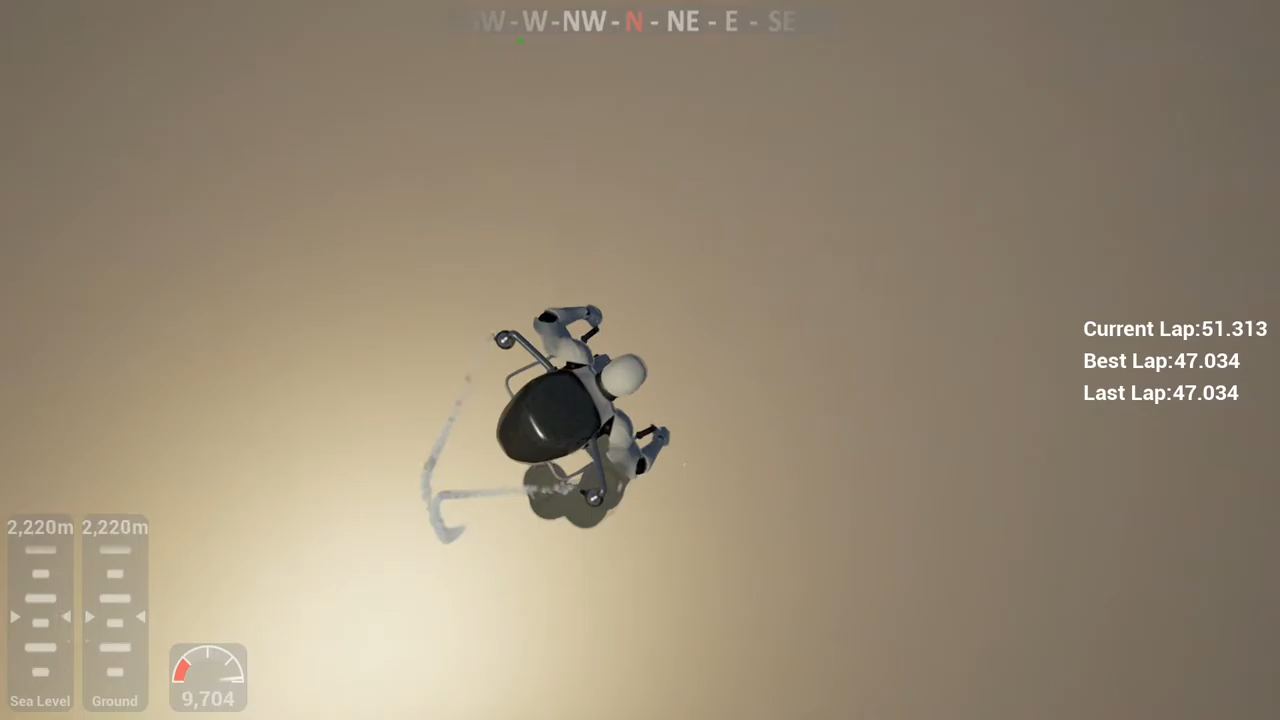 SW - W - NW - N - NE - E - SE
Current Lap:51.313
Best Lap:47.034
Last Lap:47.034
2,220m 2,220m
Sea Level Ground
9,704